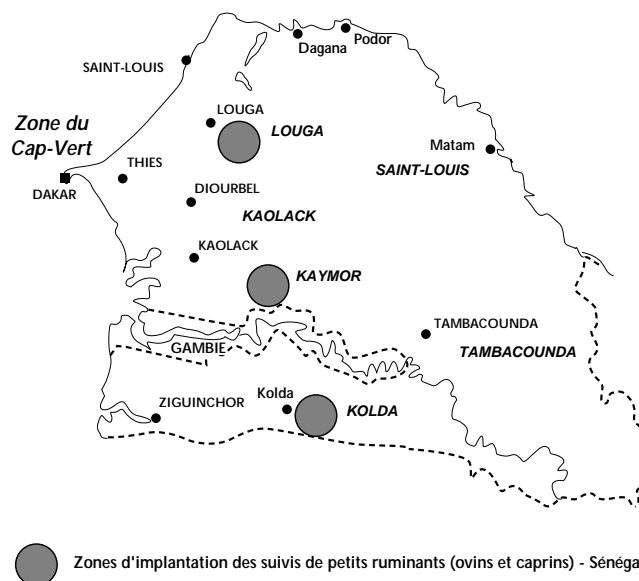 Podor
Dagana
SAINT-LOUIS
LOUGA
LOUGA
Zone du
Cap-Vert
Matam
THIES
SAINT-LOUIS
DAKAR
DIOURBEL
KAOLACK
KAOLACK
KAYMOR
TAMBACOUNDA
GAMBIE
TAMBACOUNDA
Kolda
KOLDA
ZIGUINCHOR
Zones d'implantation des suivis de petits ruminants (ovins et caprins) - Sénéga